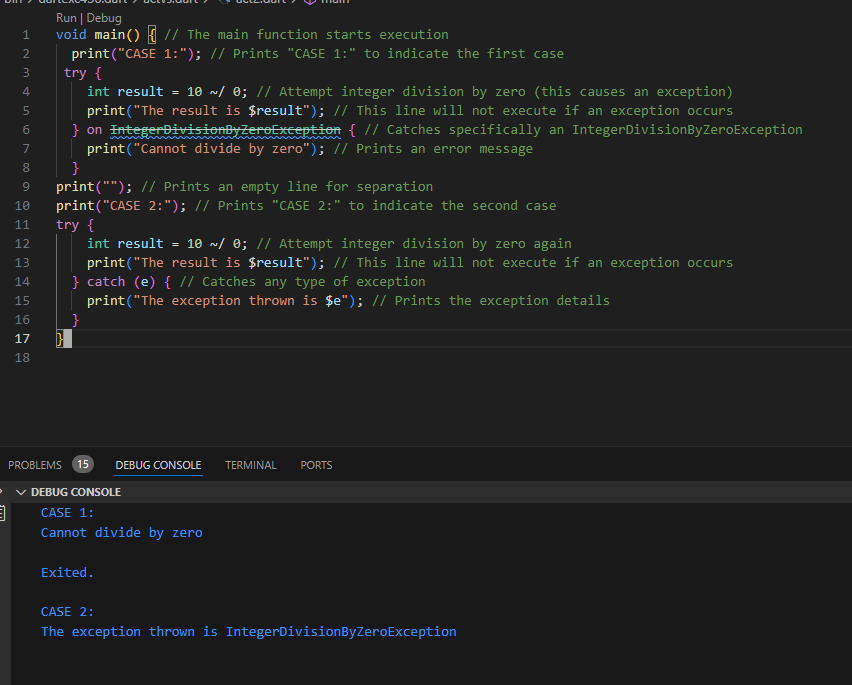 bin > dartexe436.dart > actvs.dart > act2.dart > main
Run | Debug
1 void main() { // The main function starts execution
2 print("CASE 1:"); // Prints "CASE 1:" to indicate the first case
3 try {
4 int result = 10 ~/ 0; // Attempt integer division by zero (this causes an exception)
5 print("The result is $result"); // This line will not execute if an exception occurs
6 } on IntegerDivisionByZeroException { // Catches specifically an IntegerDivisionByZeroException
7 print("Cannot divide by zero"); // Prints an error message
8 }
9 print(""); // Prints an empty line for separation
10 print("CASE 2:"); // Prints "CASE 2:" to indicate the second case
11 try {
12 int result = 10 ~/ 0; // Attempt integer division by zero again
13 print("The result is $result"); // This line will not execute if an exception occurs
14 } catch (e) { // Catches any type of exception
15 print("The exception thrown is $e"); // Prints the exception details
16 }
17 }
18
PROBLEMS 15 DEBUG CONSOLE TERMINAL PORTS
DEBUG CONSOLE
CASE 1:
Cannot divide by zero
Exited.
CASE 2:
The exception thrown is IntegerDivisionByZeroException